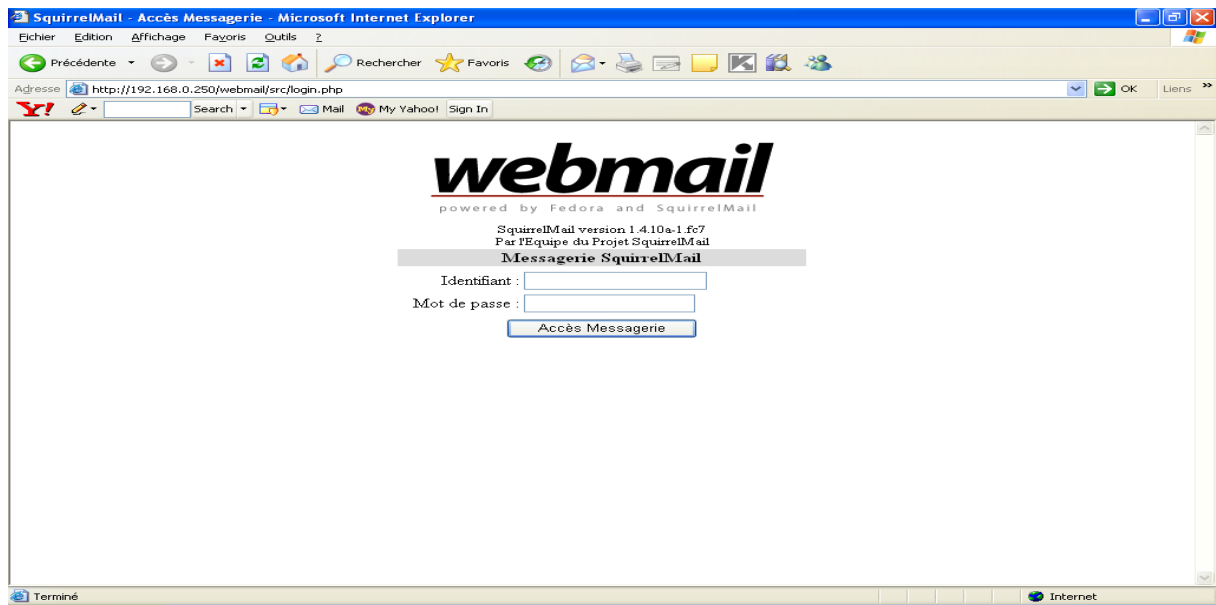 SquirrelMail - Accès Messagerie - Microsoft Internet Explorer
Fichier Edition Affichage Favoris Outils ?
Précédente Rechercher Favoris
Adresse http://192.168.0.250/webmail/src/login.php OK Liens »
Y! Search Mail My My Yahoo! Sign In
webmail
powered by Fedora and SquirrelMail
SquirrelMail version 1.4.10a-1.fc7
Par l'Equipe du Projet SquirrelMail
Messagerie SquirrelMail
Identifiant :
Mot de passe :
Accès Messagerie
Terminé Internet